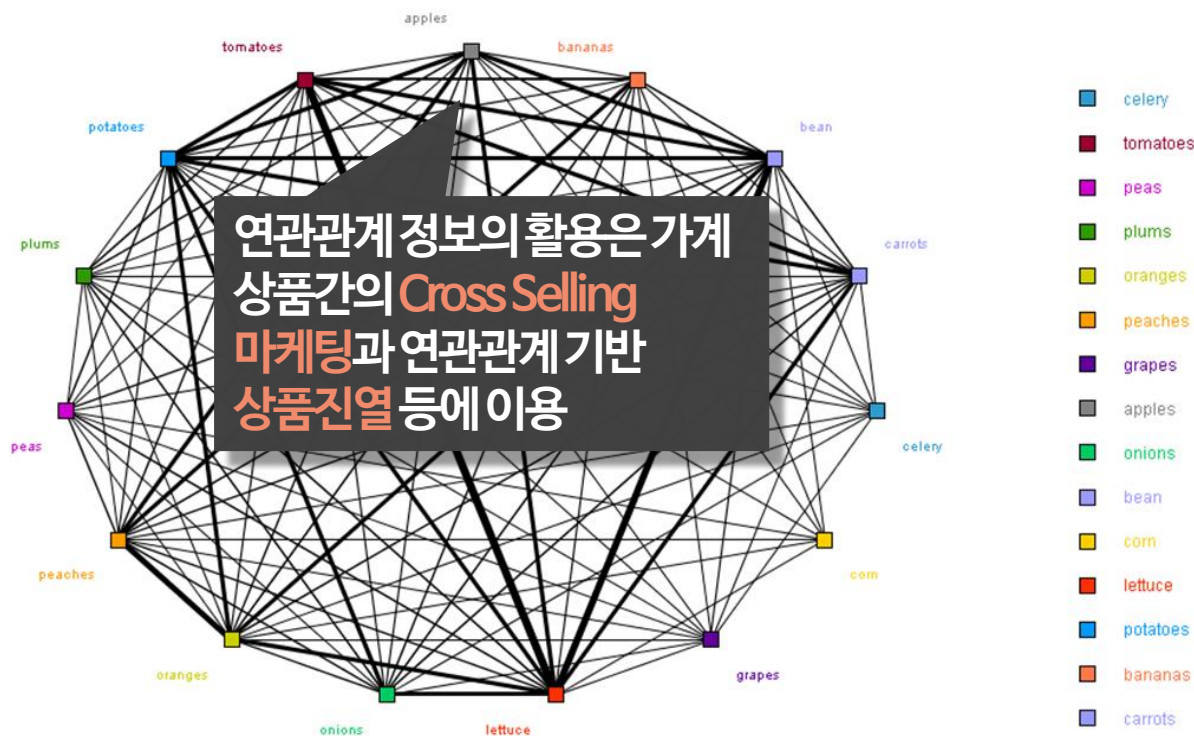 apples
tomatoes
bananas
potatoes
bean
plums
carrots
peas
celery
peaches
corn
oranges
grapes
onions
lettuce
연관관계 정보의 활용은 가계
상품간의 Cross Selling
마케팅과 연관관계 기반
상품진열 등에 이용
celery
tomatoes
peas
plums
oranges
peaches
grapes
apples
onions
bean
corn
lettuce
potatoes
bananas
carrots